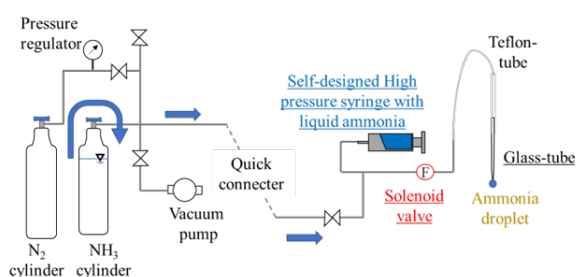 Pressure
regulator
Teflon-
tube
Self-designed High
pressure syringe with
liquid ammonia
Quick
connecter
F
Glass-tube
Solenoid
valve
Ammonia
droplet
Vacuum
pump
N2
cylinder
NH3
cylinder